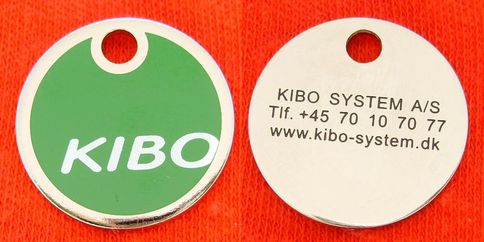 KIBO
KIBO SYSTEM A/S
Tlf. +45 70 10 70 77
www.kibo-system.dk